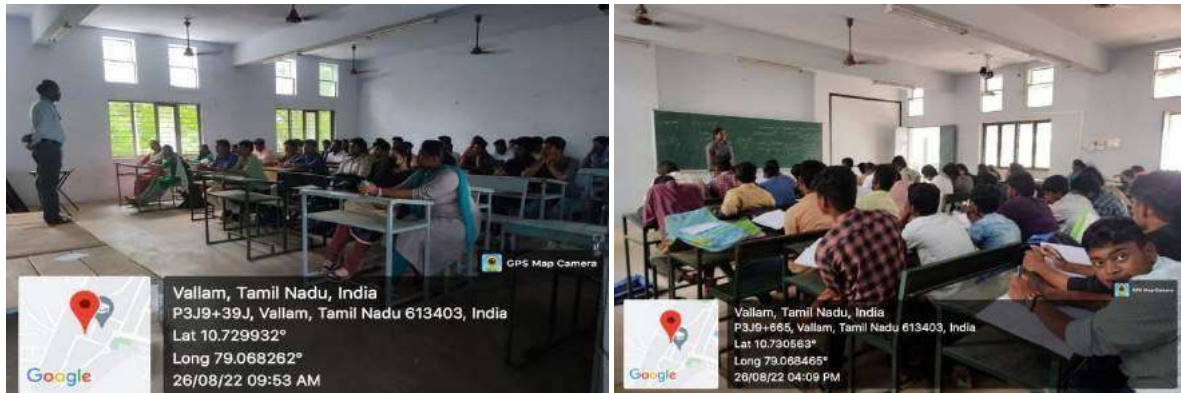 GPS Map Camera
Vallam, Tamil Nadu, India
P3J9+39J, Vallam, Tamil Nadu 613403, India
Lat 10.729932°
Long 79.068262°
26/08/22 09:53 AM
Google
GPS Map Camera
Vallam, Tamil Nadu, India
P3J9+665, Vallam, Tamil Nadu 613403, India
Lat 10.730563°
Long 79.068465°
26/08/22 04:09 PM
Google